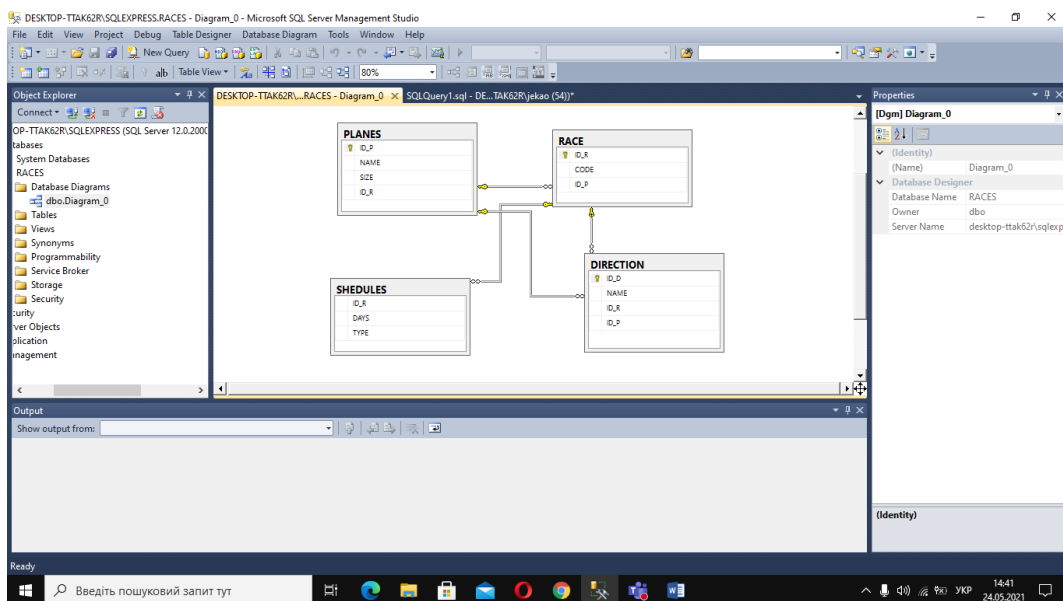 DESKTOP-TTAK62R\SQLEXPRESS.RACES - Diagram_0 - Microsoft SQL Server Management Studio
File Edit View Project Debug Table Designer Database Diagram Tools Window Help
New Query
Table View 80%
Object Explorer
DESKTOP-TTAK62R\...RACES - Diagram_0 SQLQuery1.sql - DE...TAK62R\jekao (54))*
Properties
Connect
OP-TTAK62R\SQLEXPRESS (SQL Server 12.0.2000
tabases
System Databases
RACES
Database Diagrams
dbo.Diagram_0
Tables
Views
Synonyms
Programmability
Service Broker
Storage
Security
curity
ver Objects
plication
anagement
PLANES
ID_P
NAME
SIZE
ID_R
RACE
ID_R
CODE
ID_P
SHEDULES
ID_R
DAYS
TYPE
DIRECTION
ID_D
NAME
ID_R
ID_P
[Dgm] Diagram_0
(Identity)
(Name) Diagram_0
Database Designer
Database Name RACES
Owner dbo
Server Name desktop-ttak62r\sqlexp
(Identity)
Output
Show output from:
Ready
Введіть пошуковий запит тут
УКР
14:41
24.05.2021